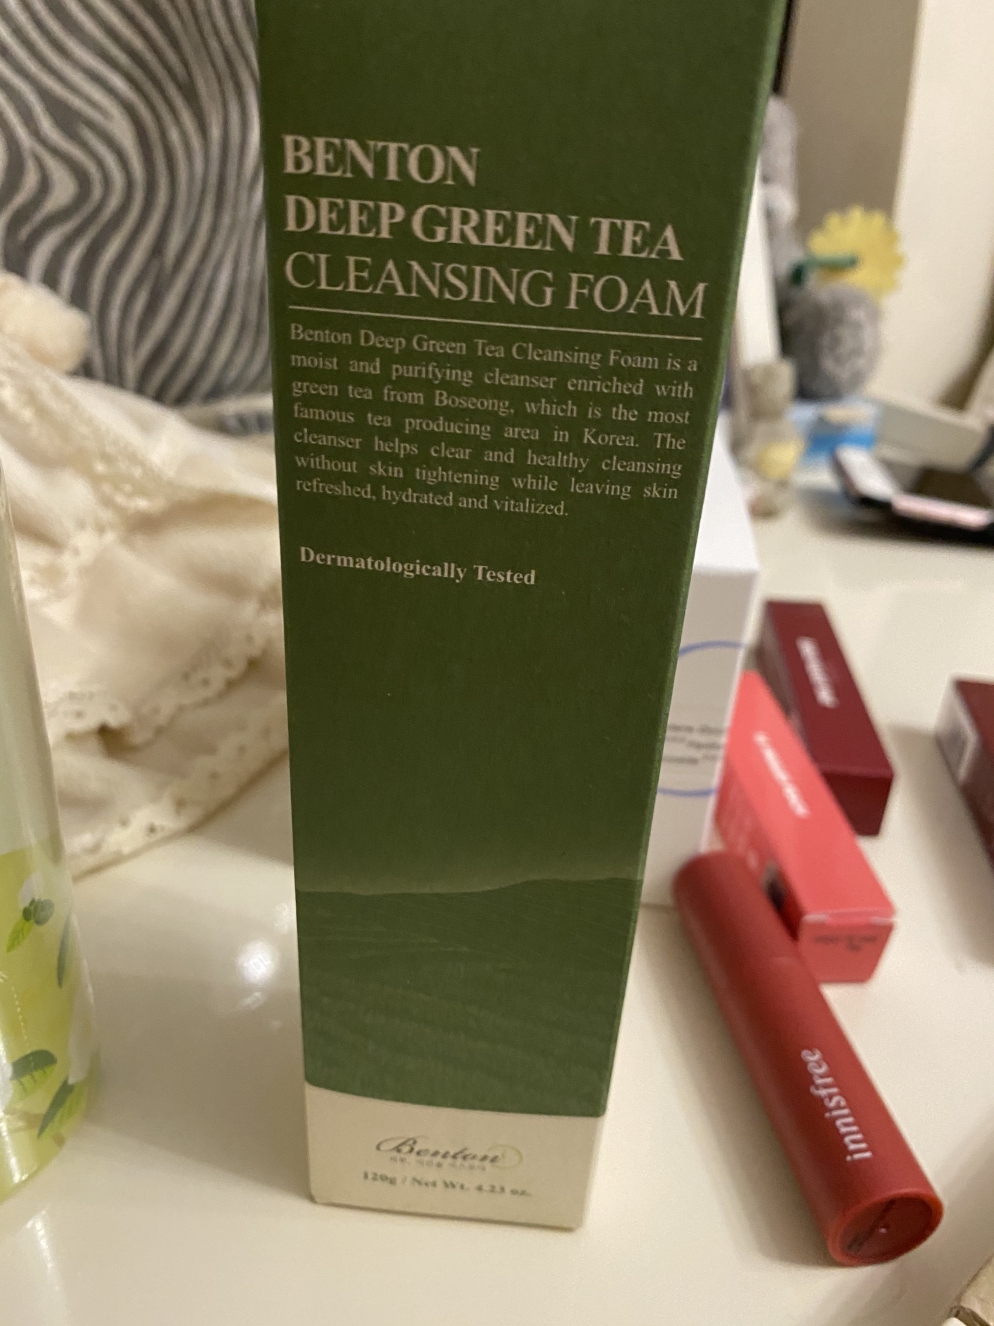 BENTON
DEEP GREEN TEA
CLEANSING FOAM
Benton Deep Green Tea Cleansing Foam is a
moist and purifying cleanser enriched with
green tea from Boseong, which is the most
famous tea producing area in Korea. The
cleanser helps clear and healthy cleansing
without skin tightening while leaving skin
refreshed, hydrated and vitalized.
Dermatologically Tested
Benton
120g / Net Wt. 4.23 oz.
innisfree